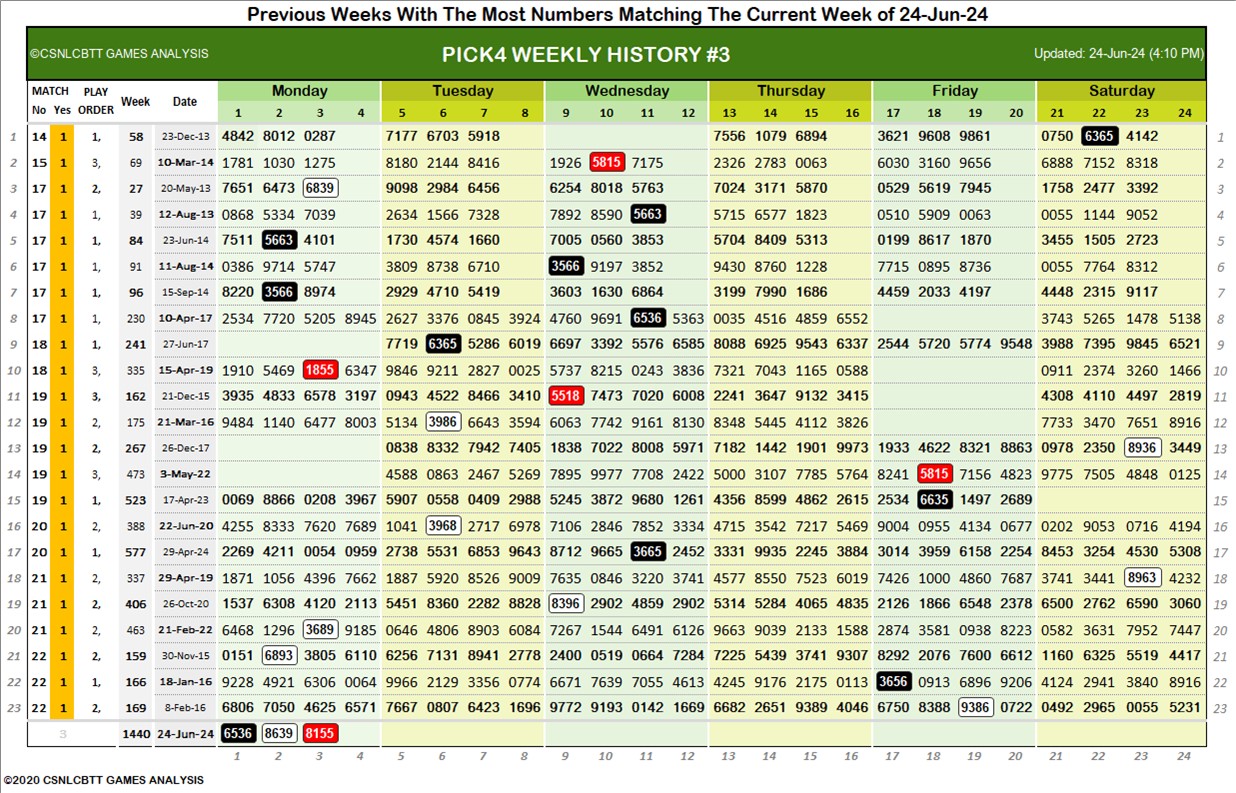 Previous Weeks With The Most Numbers Matching The Current Week of 24-Jun-24
©CSNLCBTT GAMES ANALYSIS PICK4 WEEKLY HISTORY #3 Updated: 24-Jun-24 (4:10 PM)
MATCH PLAY Week Date Monday Tuesday Wednesday Thursday Friday Saturday
No Yes ORDER 1 2 3 4 5 6 7 8 9 10 11 12 13 14 15 16 17 18 19 20 21 22 23 24
1 14 1 1, 58 23-Dec-13 4842 8012 0287 7177 6703 5918 7556 1079 6894 3621 9608 9861 0750 6365 4142 1
2 15 1 3, 69 10-Mar-14 1781 1030 1275 8180 2144 8416 1926 5815 7175 2326 2783 0063 6030 3160 9656 6888 7152 8318 2
3 17 1 2, 27 20-May-13 7651 6473 6839 9098 2984 6456 6254 8018 5763 7024 3171 5870 0529 5619 7945 1758 2477 3392 3
4 17 1 1, 39 12-Aug-13 0868 5334 7039 2634 1566 7328 7892 8590 5663 5715 6577 1823 0510 5909 0063 0055 1144 9052 4
5 17 1 1, 84 23-Jun-14 7511 5663 4101 1730 4574 1660 7005 0560 3853 5704 8409 5313 0199 8617 1870 3455 1505 2723 5
6 17 1 1, 91 11-Aug-14 0386 9714 5747 3809 8738 6710 3566 9197 3852 9430 8760 1228 7715 0895 8736 0055 7764 8312 6
7 17 1 1, 96 15-Sep-14 8220 3566 8974 2929 4710 5419 3603 1630 6864 3199 7990 1686 4459 2033 4197 4448 2315 9117 7
8 17 1 1, 230 10-Apr-17 2534 7720 5205 8945 2627 3376 0845 3924 4760 9691 6536 5363 0035 4516 4859 6552 3743 5265 1478 5138 8
9 18 1 1, 241 27-Jun-17 7719 6365 5286 6019 6697 3392 5576 6585 8088 6925 9543 6337 2544 5720 5774 9548 3988 7395 9845 6521 9
10 18 1 3, 335 15-Apr-19 1910 5469 1855 6347 9846 9211 2827 0025 5737 8215 0243 3836 7321 7043 1165 0588 0911 2374 3260 1466 10
11 19 1 3, 162 21-Dec-15 3935 4833 6578 3197 0943 4522 8466 3410 5518 7473 7020 6008 2241 3647 9132 3415 4308 4110 4497 2819 11
12 19 1 2, 175 21-Mar-16 9484 1140 6477 8003 5134 3986 6643 3594 6063 7742 9161 8130 8348 5445 4112 3826 7733 3470 7651 8916 12
13 19 1 2, 267 26-Dec-17 0838 8332 7942 7405 1838 7022 8008 5971 7182 1442 1901 9973 1933 4622 8321 8863 0978 2350 8936 3449 13
14 19 1 3, 473 3-May-22 4588 0863 2467 5269 7895 9977 7708 2422 5000 3107 7785 5764 8241 5815 7156 4823 9775 7505 4848 0125 14
15 19 1 1, 523 17-Apr-23 0069 8866 0208 3967 5907 0558 0409 2988 5245 3872 9680 1261 4356 8599 4862 2615 2534 6635 1497 2689 15
16 20 1 2, 388 22-Jun-20 4255 8333 7620 7689 1041 3968 2717 6978 7106 2846 7852 3334 4715 3542 7217 5469 9004 0955 4134 0677 0202 9053 0716 4194 16
17 20 1 1, 577 29-Apr-24 2269 4211 0054 0959 2738 5531 6853 9643 8712 9665 3665 2452 3331 9935 2245 3884 3014 3959 6158 2254 8453 3254 4530 5308 17
18 21 1 2, 337 29-Apr-19 1871 1056 4396 7662 1887 5920 8526 9009 7635 0846 3220 3741 4577 8550 7523 6019 7426 1000 4860 7687 3741 3441 8963 4232 18
19 21 1 2, 406 26-Oct-20 1537 6308 4120 2113 5451 8360 2282 8828 8396 2902 4859 2902 5314 5284 4065 4835 2126 1866 6548 2378 6500 2762 6590 3060 19
20 21 1 2, 463 21-Feb-22 6468 1296 3689 9185 0646 4806 8903 6084 7267 1544 6491 6126 9663 9039 2133 1588 2874 3581 0938 8223 0582 3631 7952 7447 20
21 22 1 2, 159 30-Nov-15 0151 6893 3805 6110 6256 7131 8941 2778 2400 0519 0664 7284 7225 5439 3741 9307 8292 2076 7600 6612 1160 6325 5519 4417 21
22 22 1 1, 166 18-Jan-16 9228 4921 6306 0064 9966 2129 3356 0774 6671 7639 7055 4613 4245 9176 2175 0113 3656 0913 6896 9206 4124 2941 3840 8916 22
23 22 1 2, 169 8-Feb-16 6806 7050 4625 6571 7667 0807 6423 1696 9772 9193 0142 1669 6682 2651 9389 4046 6750 8388 9386 0722 0492 2965 0055 5231 23
3 1440 24-Jun-24 6536 8639 8155
1 2 3 4 5 6 7 8 9 10 11 12 13 14 15 16 17 18 19 20 21 22 23 24
©2020 CSNLCBTT GAMES ANALYSIS